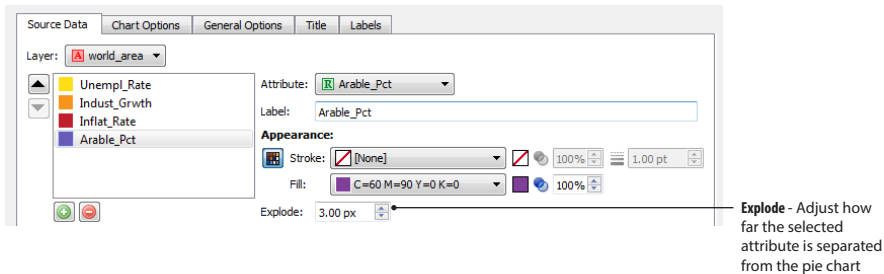 Source Data Chart Options General Options Title Labels
Layer: A world_area
Unempl_Rate
Indust_Grwth
Inflat_Rate
Arable_Pct
Attribute: R Arable_Pct
Label: Arable_Pct
Appearance:
Stroke: [None] 100% 1.00 pt
Fill: C=60 M=90 Y=0 K=0 100%
Explode: 3.00 px
Explode - Adjust how
far the selected
attribute is separated
from the pie chart